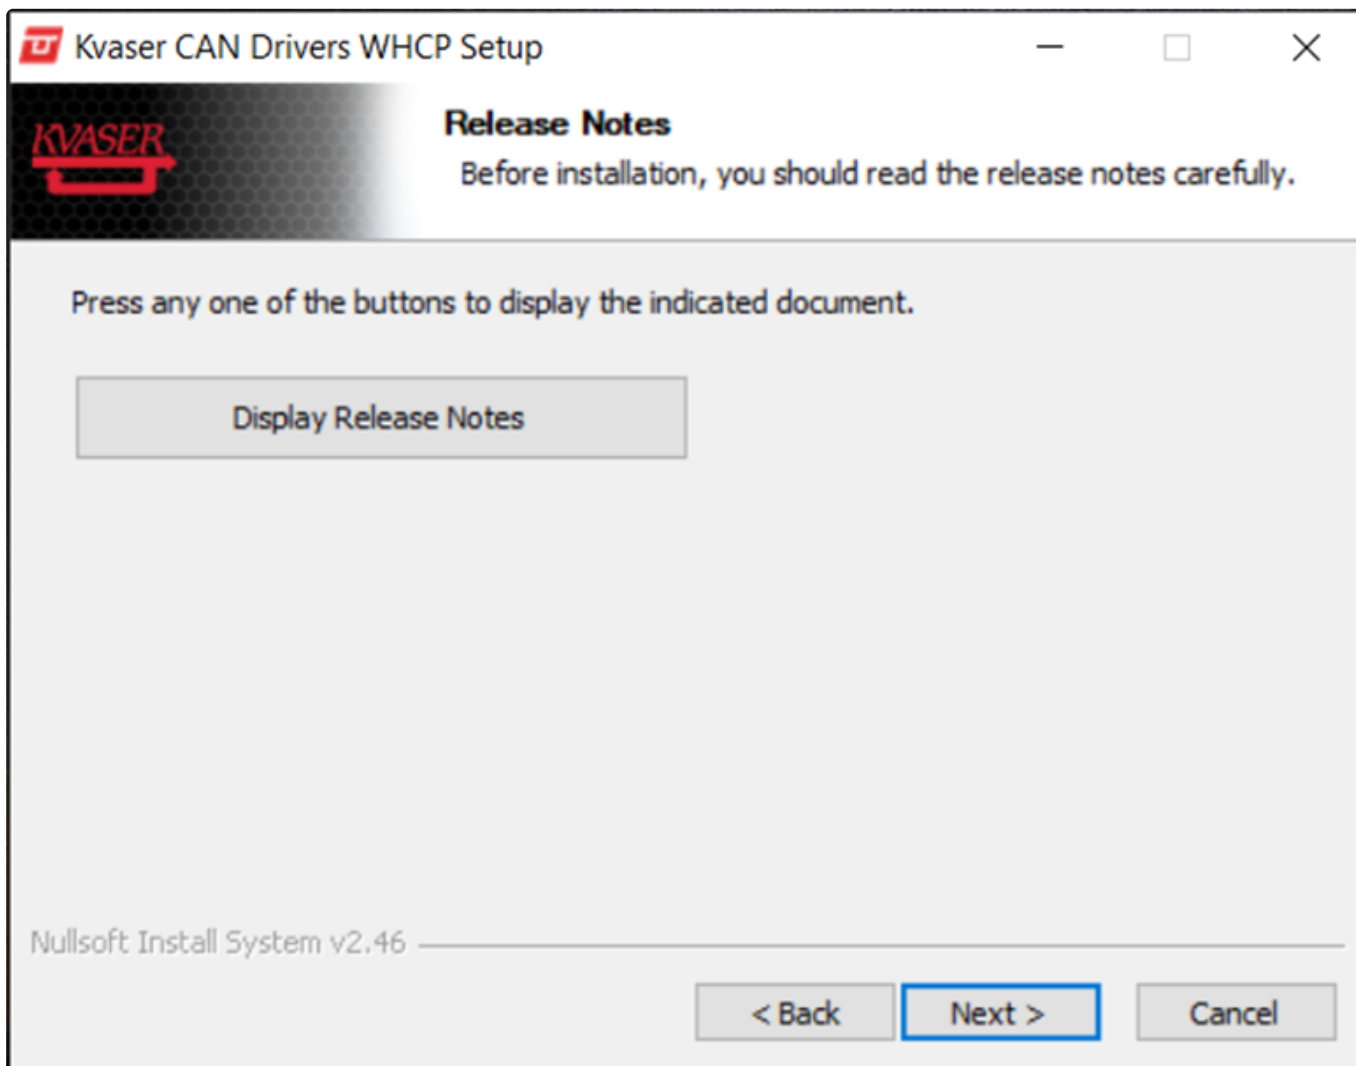 Kvaser CAN Drivers WHCP Setup
KVASER
Release Notes
Before installation, you should read the release notes carefully.
Press any one of the buttons to display the indicated document.
Display Release Notes
Nullsoft Install System v2.46
< Back
Next >
Cancel